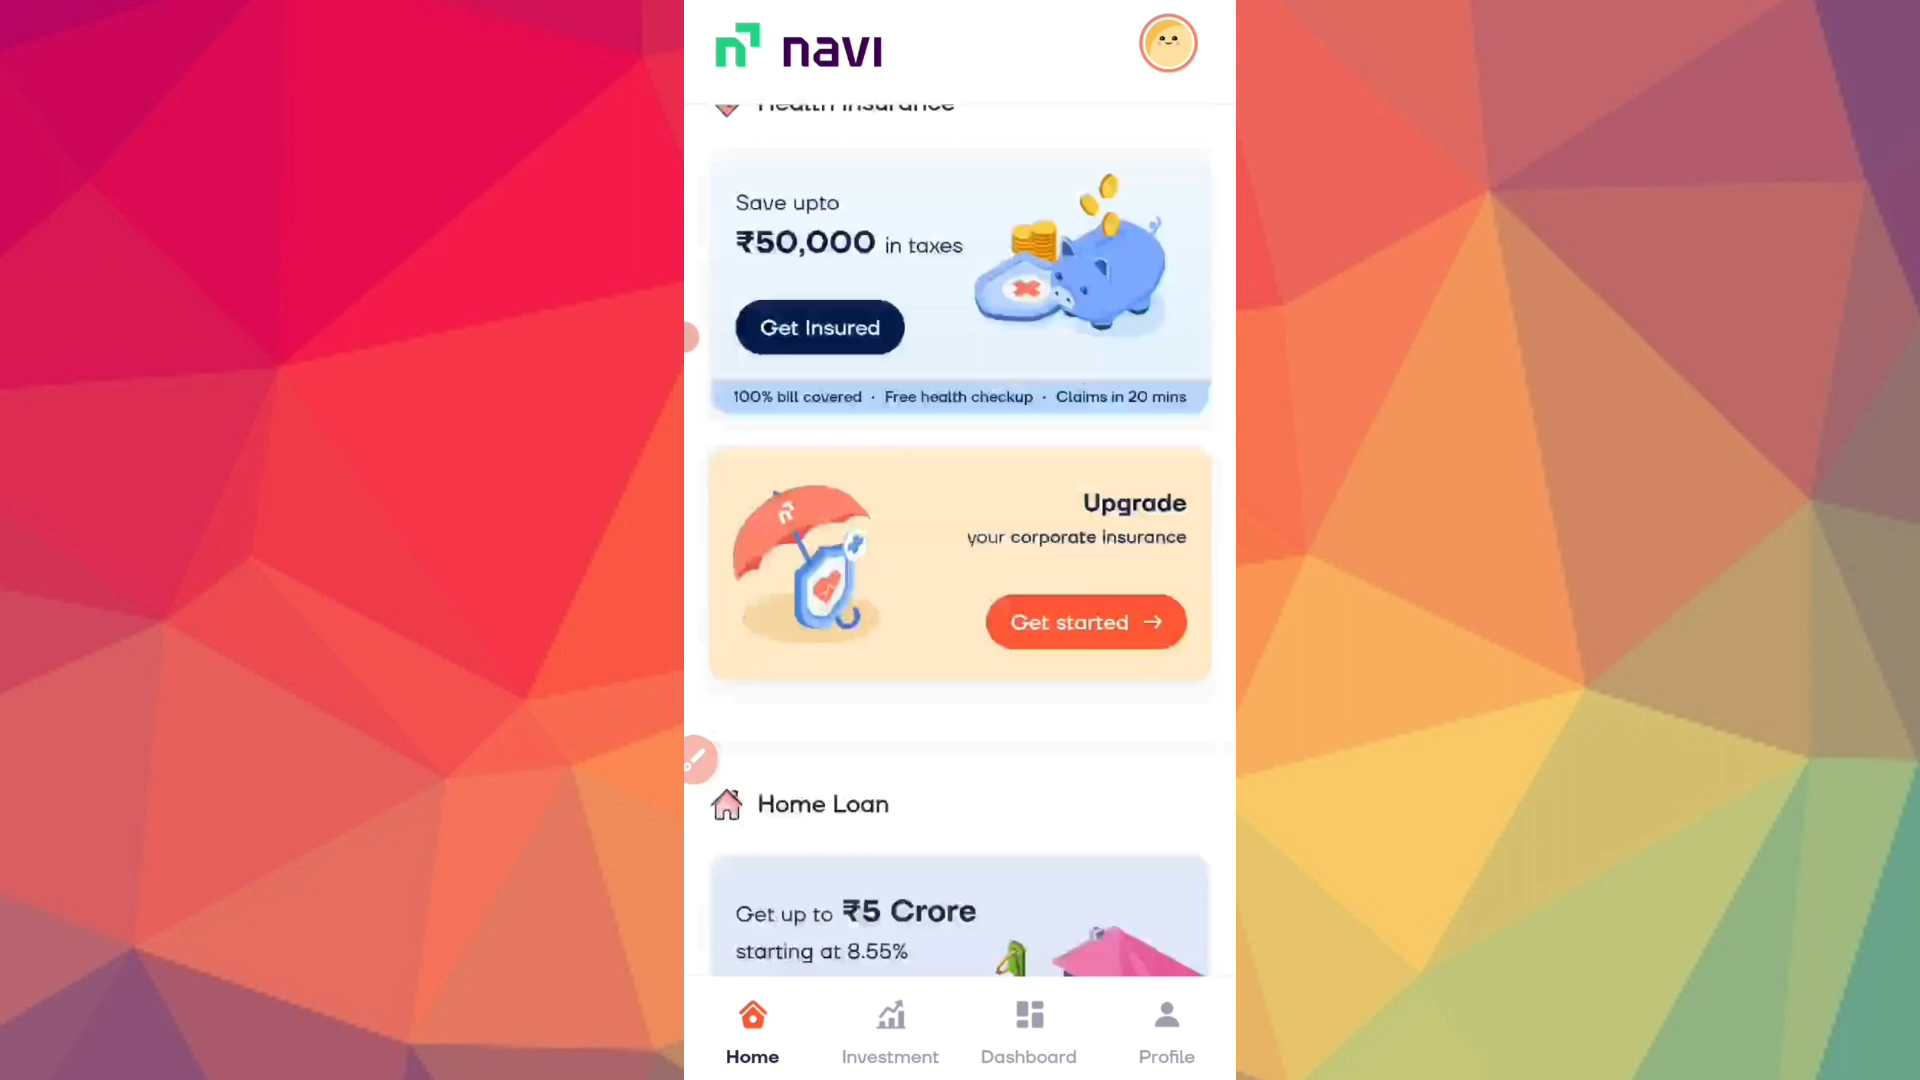 navi
Health Insurance
Save upto
₹50,000 in taxes
Get Insured
100% bill covered · Free health checkup · Claims in 20 mins
Upgrade
your corporate insurance
Get started →
Home Loan
Get up to ₹5 Crore
starting at 8.55%
Home
Investment
Dashboard
Profile